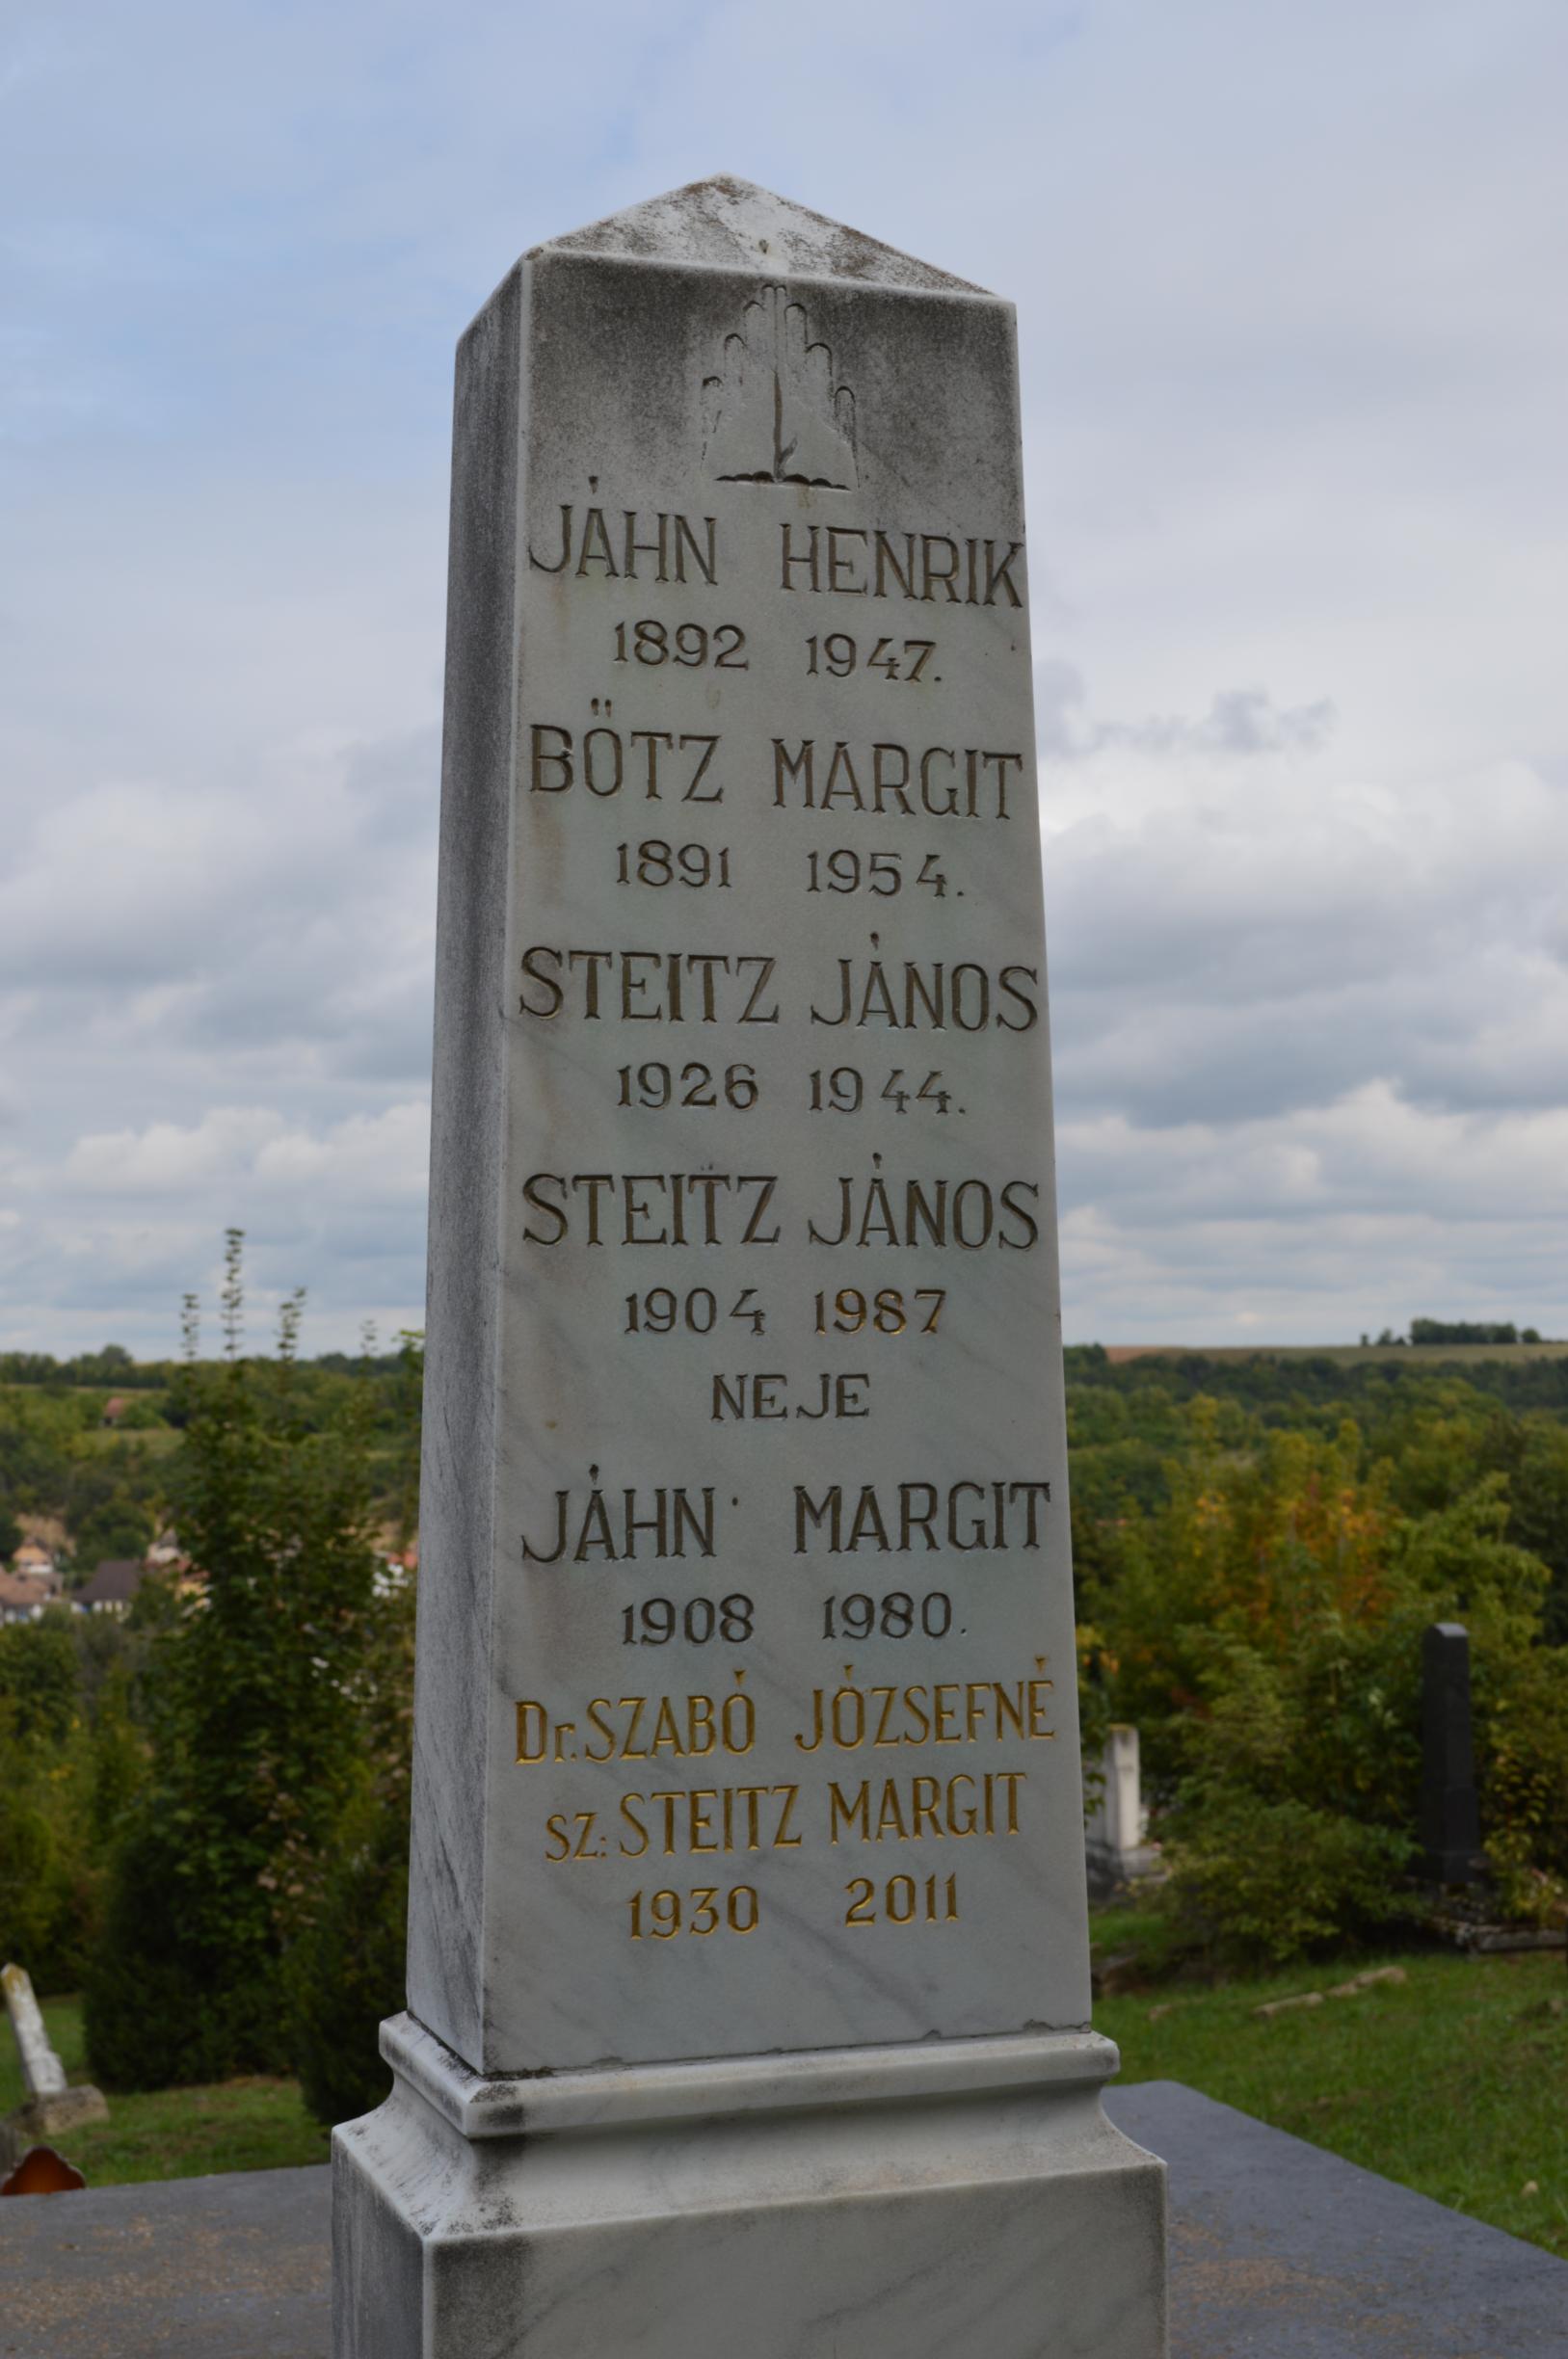 JÁHN HENRIK
1892 1947.
BÖTZ MARGIT
1891 1954.
STEITZ JÁNOS
1926 1944.
STEITZ JÁNOS
1904 1987
NEJE
JÁHN MARGIT
1908 1980.
Dr. SZABÓ JÓZSEFNÉ
SZ: STEITZ MARGIT
1930 2011